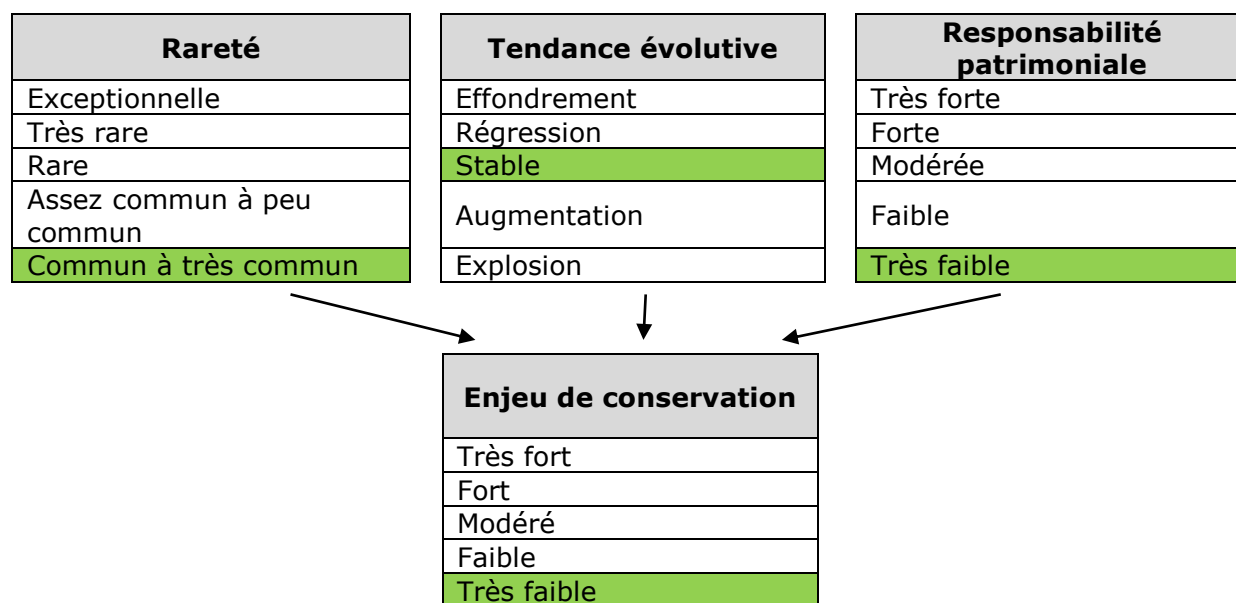 Rareté
Exceptionnelle
Très rare
Rare
Assez commun à peu
commun
Commun à très commun
Tendance évolutive
Effondrement
Régression
Stable
Augmentation
Explosion
Responsabilité
patrimoniale
Très forte
Forte
Modérée
Faible
Très faible
Enjeu de conservation
Très fort
Fort
Modéré
Faible
Très faible